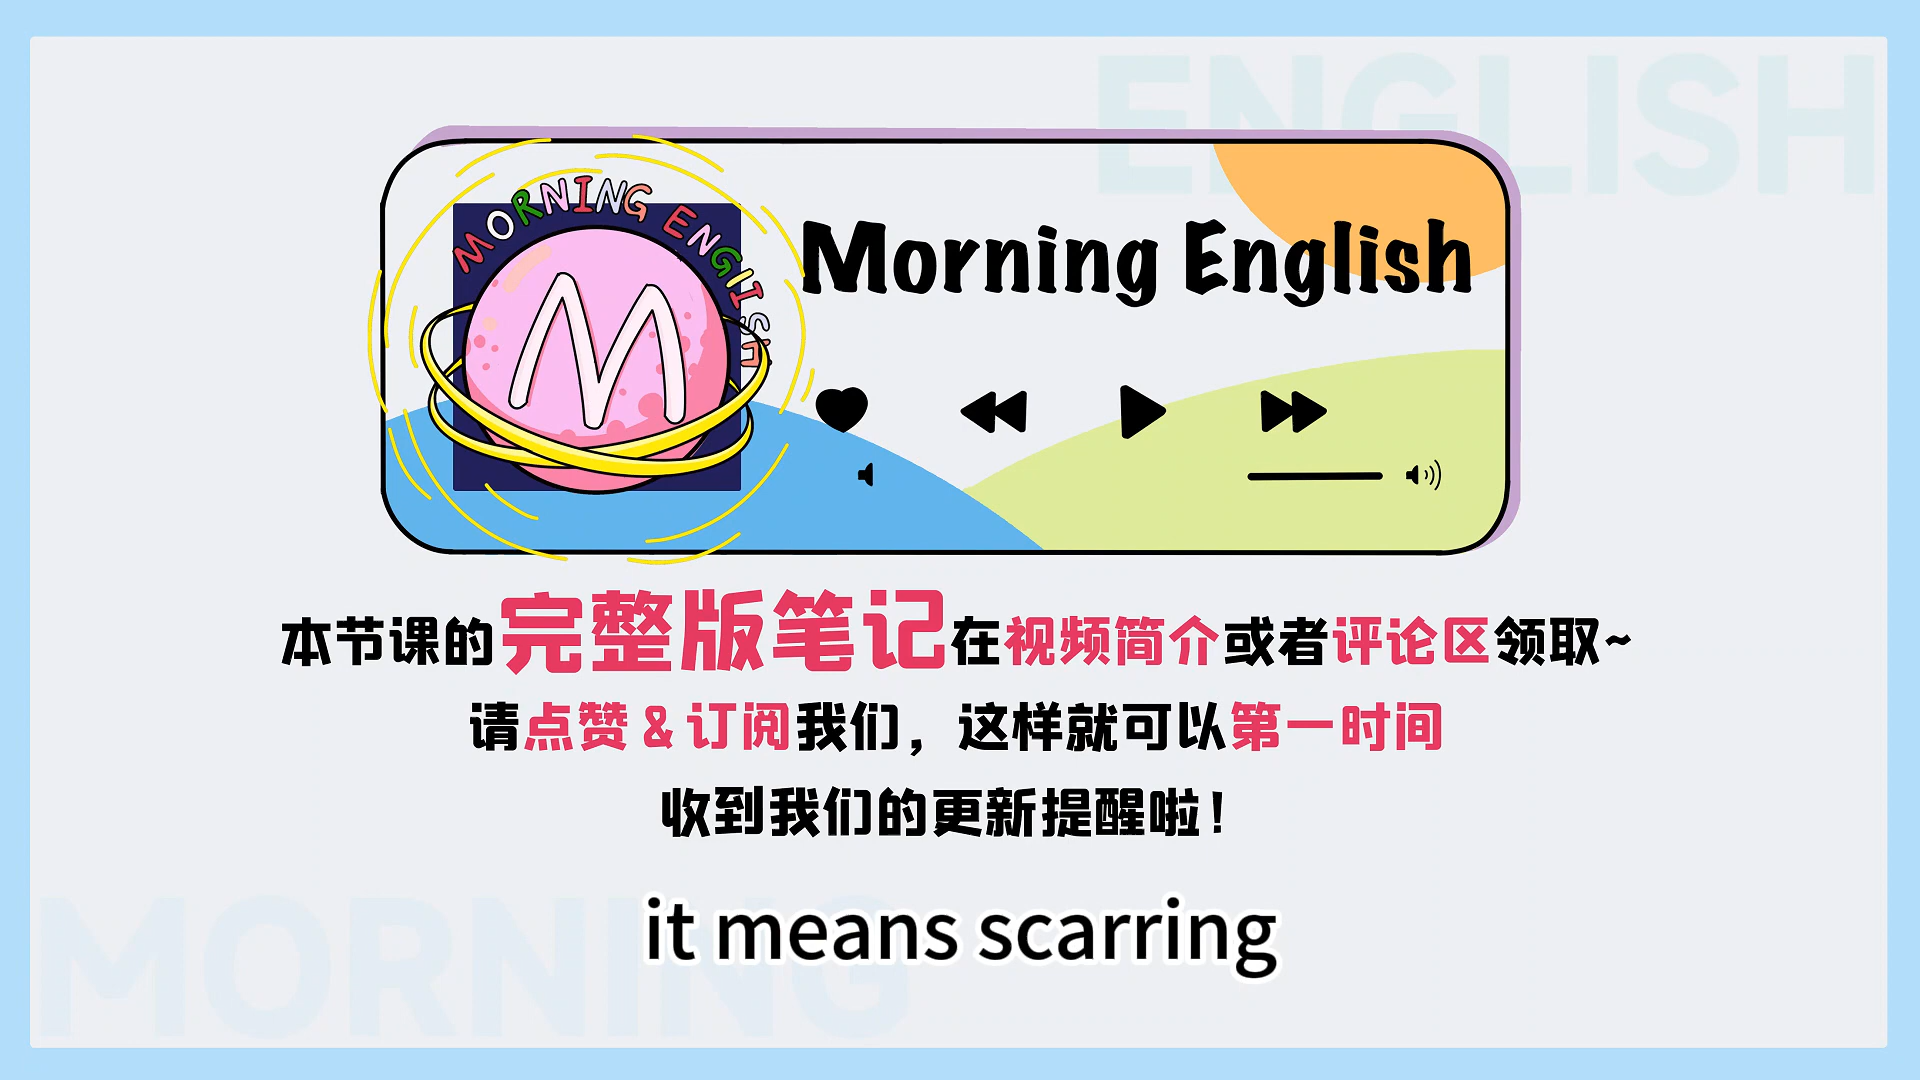 ENGLISH
MORNING ENGLISH
M
Morning English
本节课的完整版笔记在视频简介或者评论区领取~
请点赞&订阅我们，这样就可以第一时间
收到我们的更新提醒啦！
it means scarring
MORNING